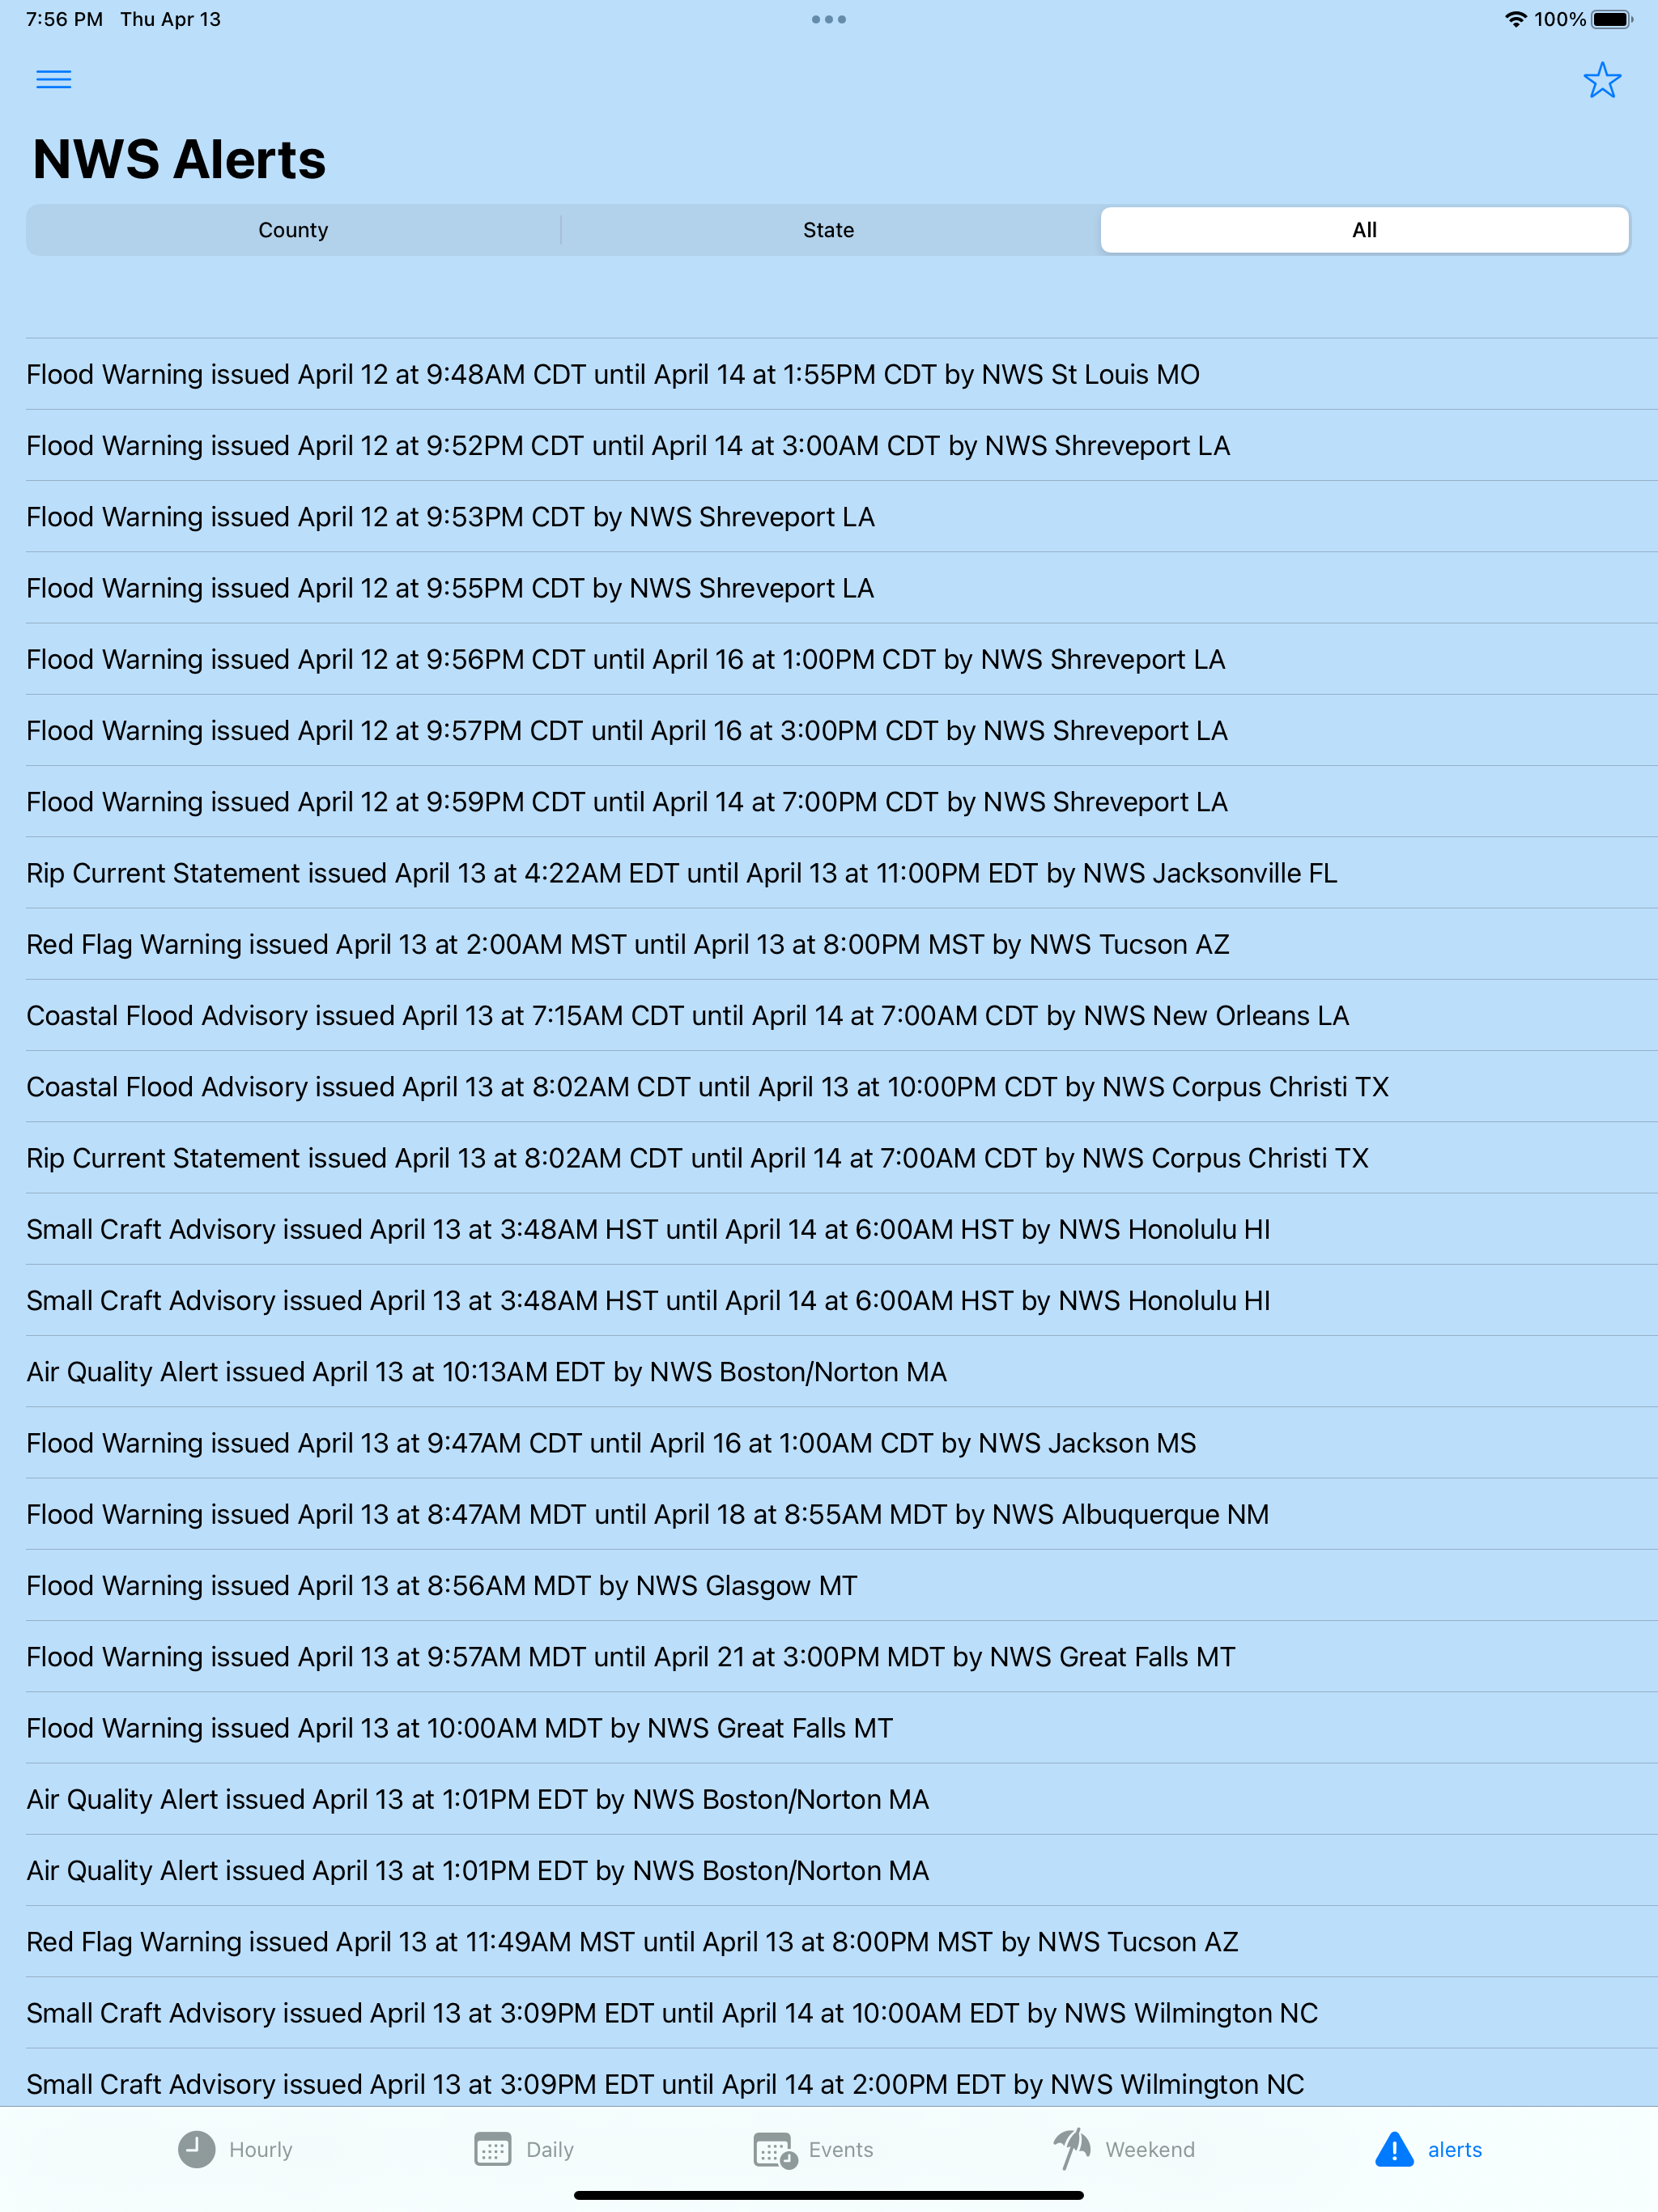 7:56 PM Thu Apr 13
100%
NWS Alerts
County State All
Flood Warning issued April 12 at 9:48AM CDT until April 14 at 1:55PM CDT by NWS St Louis MO
Flood Warning issued April 12 at 9:52PM CDT until April 14 at 3:00AM CDT by NWS Shreveport LA
Flood Warning issued April 12 at 9:53PM CDT by NWS Shreveport LA
Flood Warning issued April 12 at 9:55PM CDT by NWS Shreveport LA
Flood Warning issued April 12 at 9:56PM CDT until April 16 at 1:00PM CDT by NWS Shreveport LA
Flood Warning issued April 12 at 9:57PM CDT until April 16 at 3:00PM CDT by NWS Shreveport LA
Flood Warning issued April 12 at 9:59PM CDT until April 14 at 7:00PM CDT by NWS Shreveport LA
Rip Current Statement issued April 13 at 4:22AM EDT until April 13 at 11:00PM EDT by NWS Jacksonville FL
Red Flag Warning issued April 13 at 2:00AM MST until April 13 at 8:00PM MST by NWS Tucson AZ
Coastal Flood Advisory issued April 13 at 7:15AM CDT until April 14 at 7:00AM CDT by NWS New Orleans LA
Coastal Flood Advisory issued April 13 at 8:02AM CDT until April 13 at 10:00PM CDT by NWS Corpus Christi TX
Rip Current Statement issued April 13 at 8:02AM CDT until April 14 at 7:00AM CDT by NWS Corpus Christi TX
Small Craft Advisory issued April 13 at 3:48AM HST until April 14 at 6:00AM HST by NWS Honolulu HI
Small Craft Advisory issued April 13 at 3:48AM HST until April 14 at 6:00AM HST by NWS Honolulu HI
Air Quality Alert issued April 13 at 10:13AM EDT by NWS Boston/Norton MA
Flood Warning issued April 13 at 9:47AM CDT until April 16 at 1:00AM CDT by NWS Jackson MS
Flood Warning issued April 13 at 8:47AM MDT until April 18 at 8:55AM MDT by NWS Albuquerque NM
Flood Warning issued April 13 at 8:56AM MDT by NWS Glasgow MT
Flood Warning issued April 13 at 9:57AM MDT until April 21 at 3:00PM MDT by NWS Great Falls MT
Flood Warning issued April 13 at 10:00AM MDT by NWS Great Falls MT
Air Quality Alert issued April 13 at 1:01PM EDT by NWS Boston/Norton MA
Air Quality Alert issued April 13 at 1:01PM EDT by NWS Boston/Norton MA
Red Flag Warning issued April 13 at 11:49AM MST until April 13 at 8:00PM MST by NWS Tucson AZ
Small Craft Advisory issued April 13 at 3:09PM EDT until April 14 at 10:00AM EDT by NWS Wilmington NC
Small Craft Advisory issued April 13 at 3:09PM EDT until April 14 at 2:00PM EDT by NWS Wilmington NC
Hourly Daily Events Weekend alerts